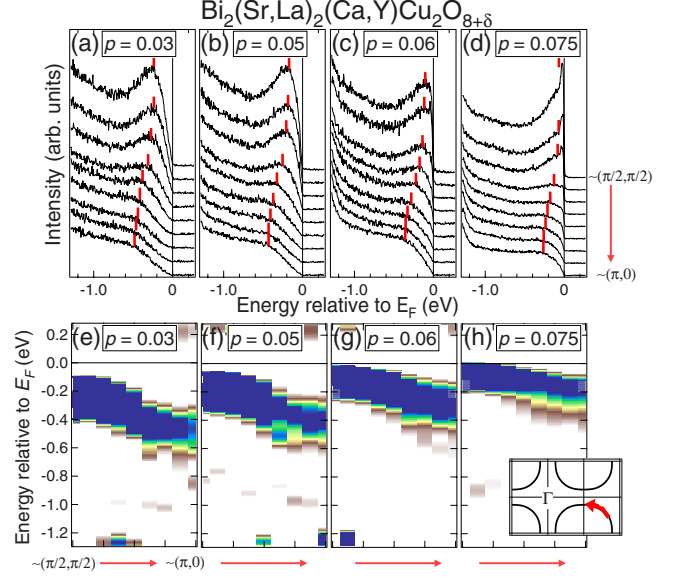 Bi₂(Sr,La)₂(Ca,Y)Cu₂O₈₊δ
(a) p = 0.03
(b) p = 0.05
(c) p = 0.06
(d) p = 0.075
Intensity (arb. units)
~(π/2,π/2)
~(π,0)
-1.0 0 -1.0 0 -1.0 0 -1.0 0
Energy relative to E_F (eV)
(e) p = 0.03
(f) p = 0.05
(g) p = 0.06
(h) p = 0.075
Energy relative to E_F (eV)
0.2
0.0
-0.2
-0.4
-0.6
-0.8
-1.0
-1.2
Γ
~(π/2,π/2)
~(π,0)